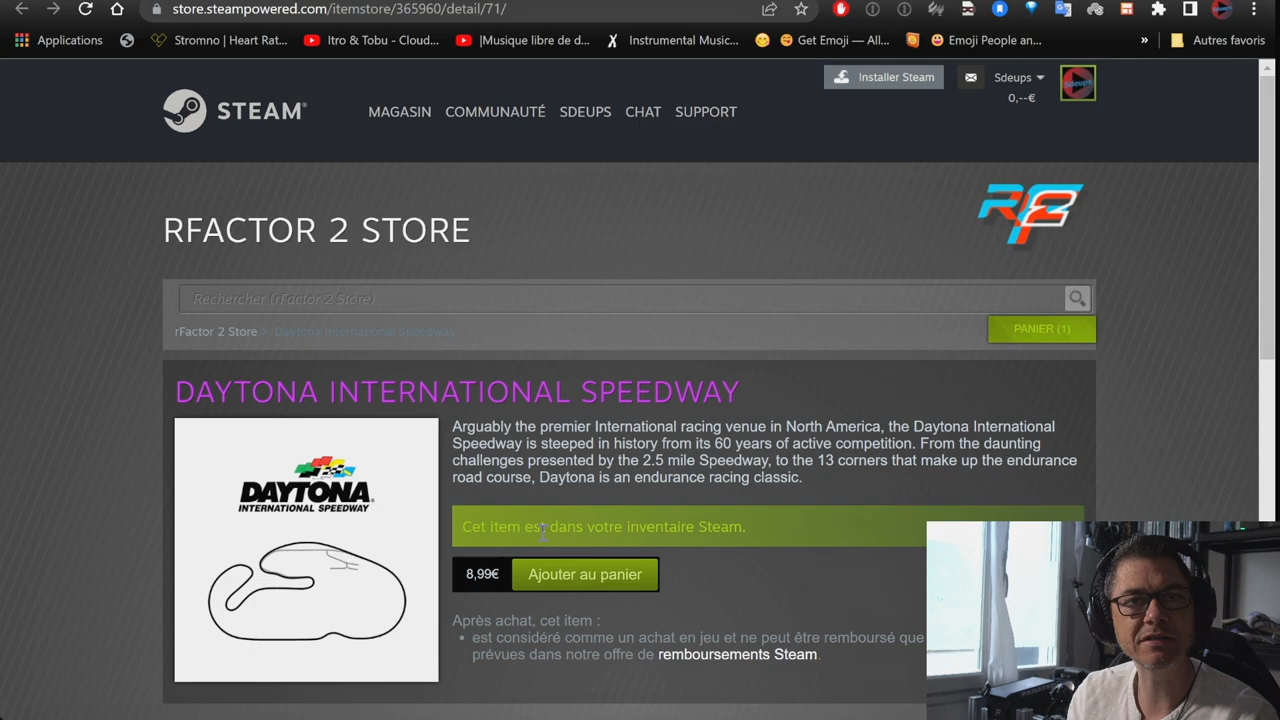 store.steampowered.com/itemstore/365960/detail/71/
Applications
Stromno | Heart Rat...
Itro & Tobu - Cloud...
|Musique libre de d...
Instrumental Music...
Get Emoji — All...
Emoji People an...
»
Autres favoris
Installer Steam
Sdeups
0,--€
Sdeups
STEAM®
MAGASIN
COMMUNAUTÉ
SDEUPS
CHAT
SUPPORT
RFACTOR 2 STORE
RF2
Rechercher (rFactor 2 Store)
rFactor 2 Store > Daytona International Speedway
PANIER (1)
DAYTONA INTERNATIONAL SPEEDWAY
DAYTONA
INTERNATIONAL SPEEDWAY
Arguably the premier International racing venue in North America, the Daytona International
Speedway is steeped in history from its 60 years of active competition. From the daunting
challenges presented by the 2.5 mile Speedway, to the 13 corners that make up the endurance
road course, Daytona is an endurance racing classic.
Cet item est dans votre inventaire Steam.
8,99€
Ajouter au panier
Après achat, cet item :
• est considéré comme un achat en jeu et ne peut être remboursé que
prévues dans notre offre de remboursements Steam.